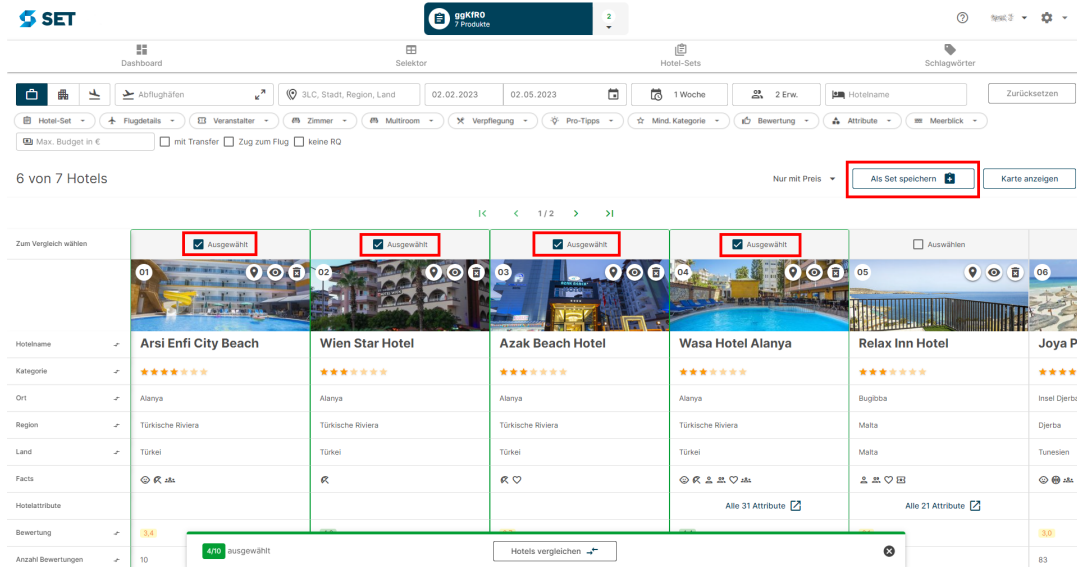 SET
ggKfR0
7 Produkte
2
Dashboard
Selektor
Hotel-Sets
Schlagwörter
Abflughäfen
3LC, Stadt, Region, Land
02.02.2023
02.05.2023
1 Woche
2 Erw.
Hotelname
Zurücksetzen
Hotel-Set
Flugdetails
Veranstalter
Zimmer
Multiroom
Verpflegung
Pro-Tipps
Mind. Kategorie
Bewertung
Attribute
Meerblick
Max. Budget in €
mit Transfer
Zug zum Flug
keine RQ
6 von 7 Hotels
Nur mit Preis
Als Set speichern
Karte anzeigen
1 / 2
Zum Vergleich wählen
Ausgewählt
Ausgewählt
Ausgewählt
Ausgewählt
Auswählen
01
02
03
04
05
06
Hotelname
Arsi Enfi City Beach
Wien Star Hotel
Azak Beach Hotel
Wasa Hotel Alanya
Relax Inn Hotel
Joya P
Kategorie
Ort
Alanya
Alanya
Alanya
Alanya
Bugibba
Insel Djerba
Region
Türkische Riviera
Türkische Riviera
Türkische Riviera
Türkische Riviera
Malta
Djerba
Land
Türkei
Türkei
Türkei
Türkei
Malta
Tunesien
Facts
Hotelattribute
Alle 31 Attribute
Alle 21 Attribute
Bewertung
3,4
3,0
Anzahl Bewertungen
10
83
4/10 ausgewählt
Hotels vergleichen